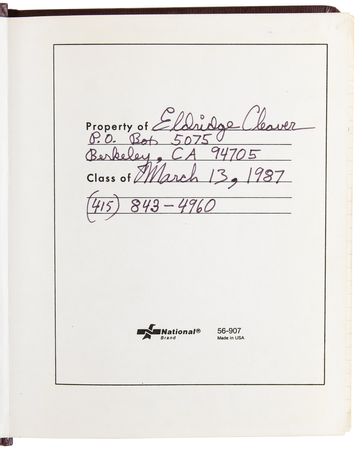 Property of Eldridge Cleaver
P.O. Box 5075
Berkeley, CA 94705
Class of March 13, 1987
(415) 843-4960
National® 56-907
Brand Made in USA